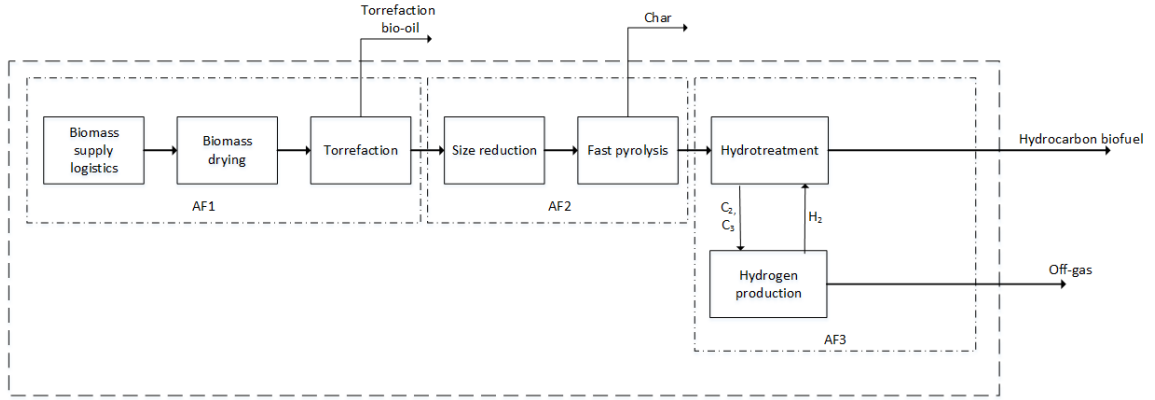 Torrefaction
bio-oil
Char
Biomass
supply
logistics
Biomass
drying
Torrefaction
Size reduction
Fast pyrolysis
Hydrotreatment
Hydrocarbon biofuel
AF1
AF2
C₂,
C₃
H₂
Hydrogen
production
Off-gas
AF3